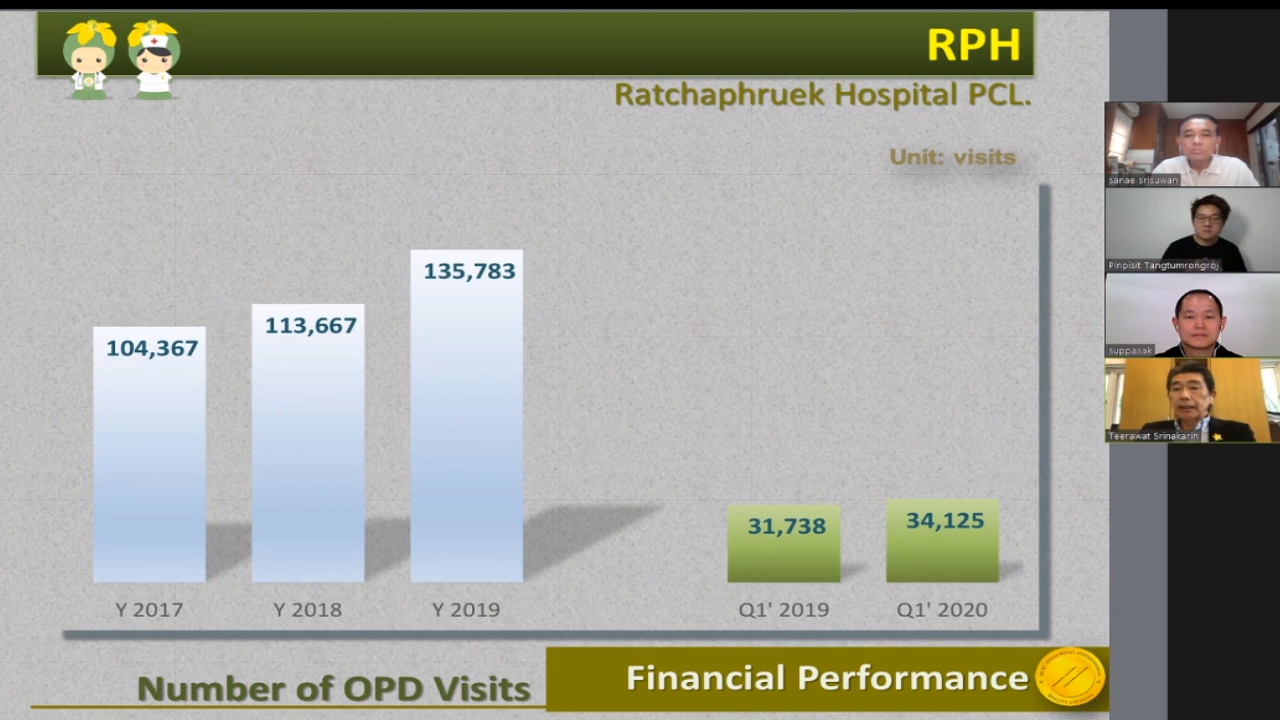 RPH
Ratchaphruek Hospital PCL.
Unit: visits
104,367
113,667
135,783
31,738
34,125
Y 2017
Y 2018
Y 2019
Q1' 2019
Q1' 2020
Number of OPD Visits
Financial Performance
sanae srisuwan
Pinpisit Tangtumrongroj
suppasak
Teerawat Srinakarin